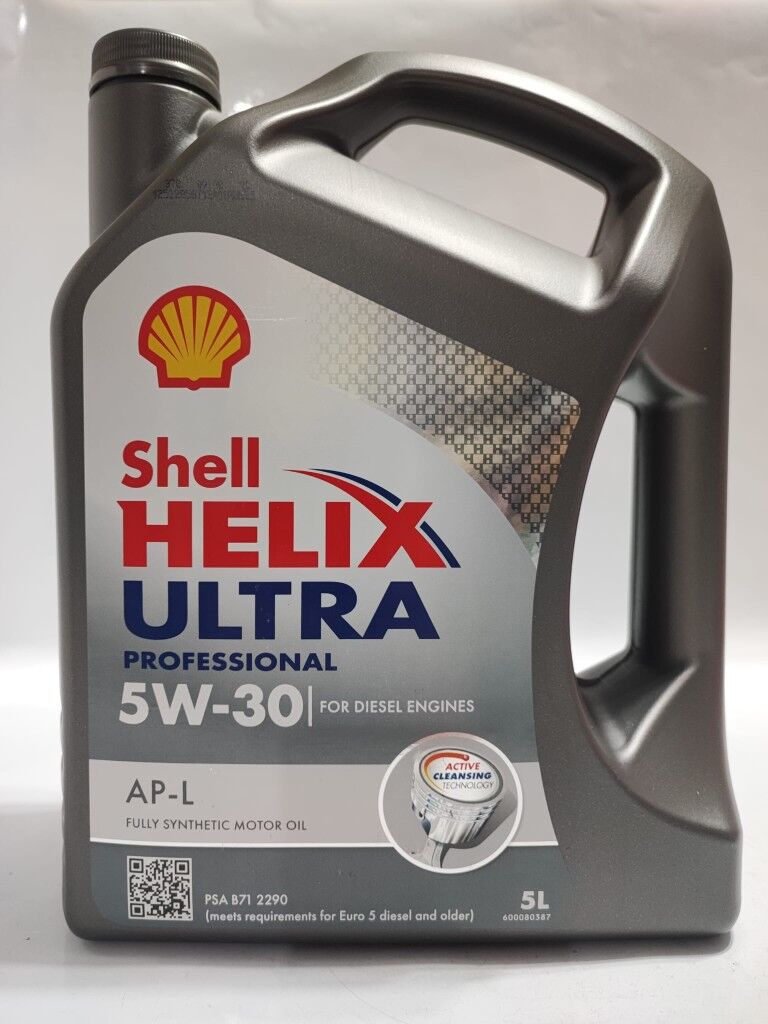 Shell
HELIX
ULTRA
PROFESSIONAL
5W-30 FOR DIESEL ENGINES
ACTIVE
CLEANSING
TECHNOLOGY
AP-L
FULLY SYNTHETIC MOTOR OIL
PSA B71 2290
(meets requirements for Euro 5 diesel and older)
5L
600080387